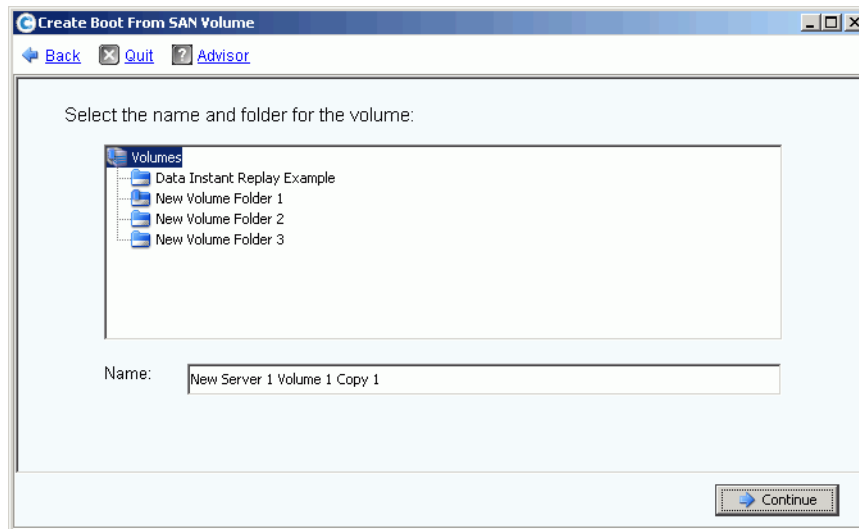 Create Boot From SAN Volume
Back Quit ? Advisor
Select the name and folder for the volume:
Volumes
Data Instant Replay Example
New Volume Folder 1
New Volume Folder 2
New Volume Folder 3
Name: New Server 1 Volume 1 Copy 1
Continue